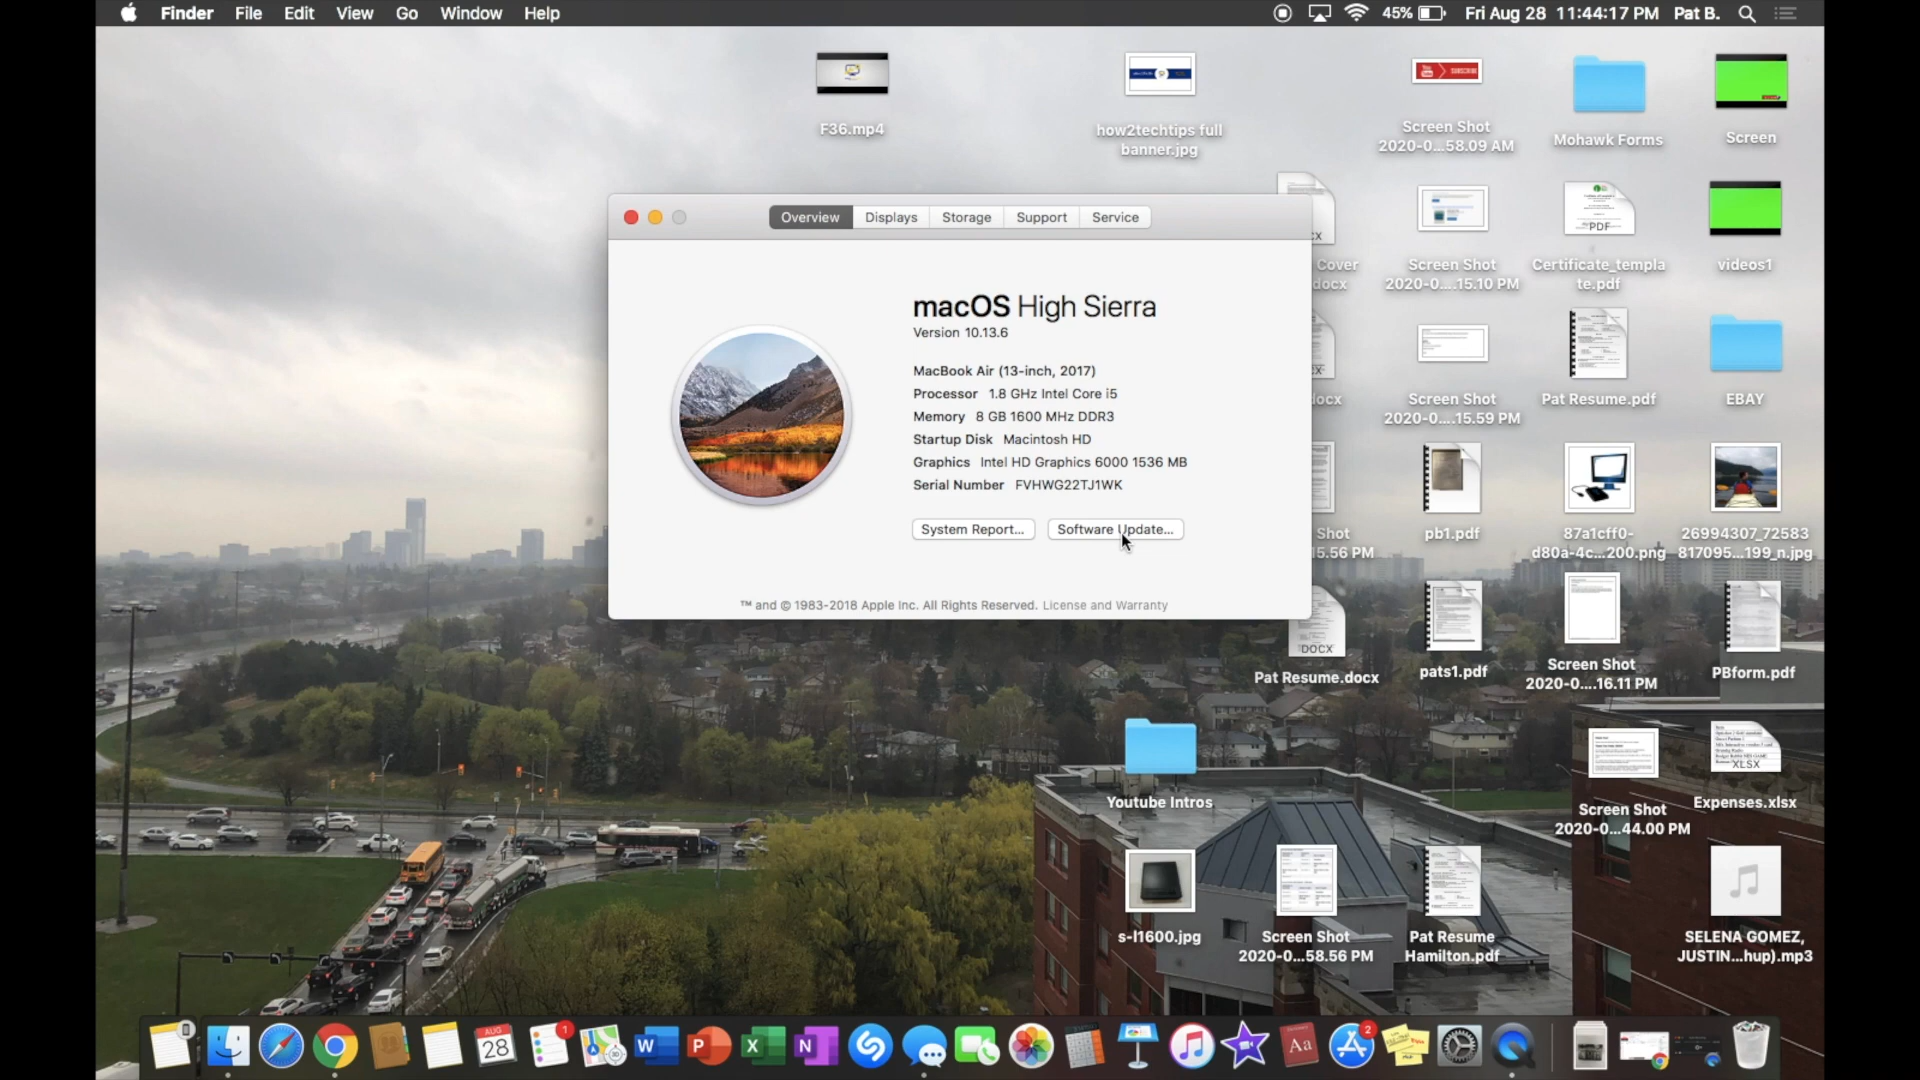 Finder File Edit View Go Window Help
45% Fri Aug 28 11:44:17 PM Pat B.
F36.mp4
how2techtips full
banner.jpg
SUBSCRIBE
Screen Shot
2020-0...58.09 AM
Mohawk Forms
Screen
Overview Displays Storage Support Service
macOS High Sierra
Version 10.13.6
MacBook Air (13-inch, 2017)
Processor 1.8 GHz Intel Core i5
Memory 8 GB 1600 MHz DDR3
Startup Disk Macintosh HD
Graphics Intel HD Graphics 6000 1536 MB
Serial Number FVHWG22TJ1WK
System Report... Software Update...
™ and © 1983-2018 Apple Inc. All Rights Reserved. License and Warranty
Cover
docx
Screen Shot
2020-0....15.10 PM
PDF
Certificate_templa
te.pdf
videos1
Screen Shot
2020-0....15.59 PM
Pat Resume.pdf
EBAY
Shot
15.56 PM
pb1.pdf
87a1cff0-
d80a-4c...200.png
26994307_72583
817095...199_n.jpg
DOCX
Pat Resume.docx
pats1.pdf
Screen Shot
2020-0....16.11 PM
PBform.pdf
Youtube Intros
Screen Shot
2020-0...44.00 PM
XLSX
Expenses.xlsx
s-l1600.jpg
Screen Shot
2020-0...58.56 PM
Pat Resume
Hamilton.pdf
SELENA GOMEZ,
JUSTIN...hup).mp3
AUG
28
1
W
P
X
N
Aa
2